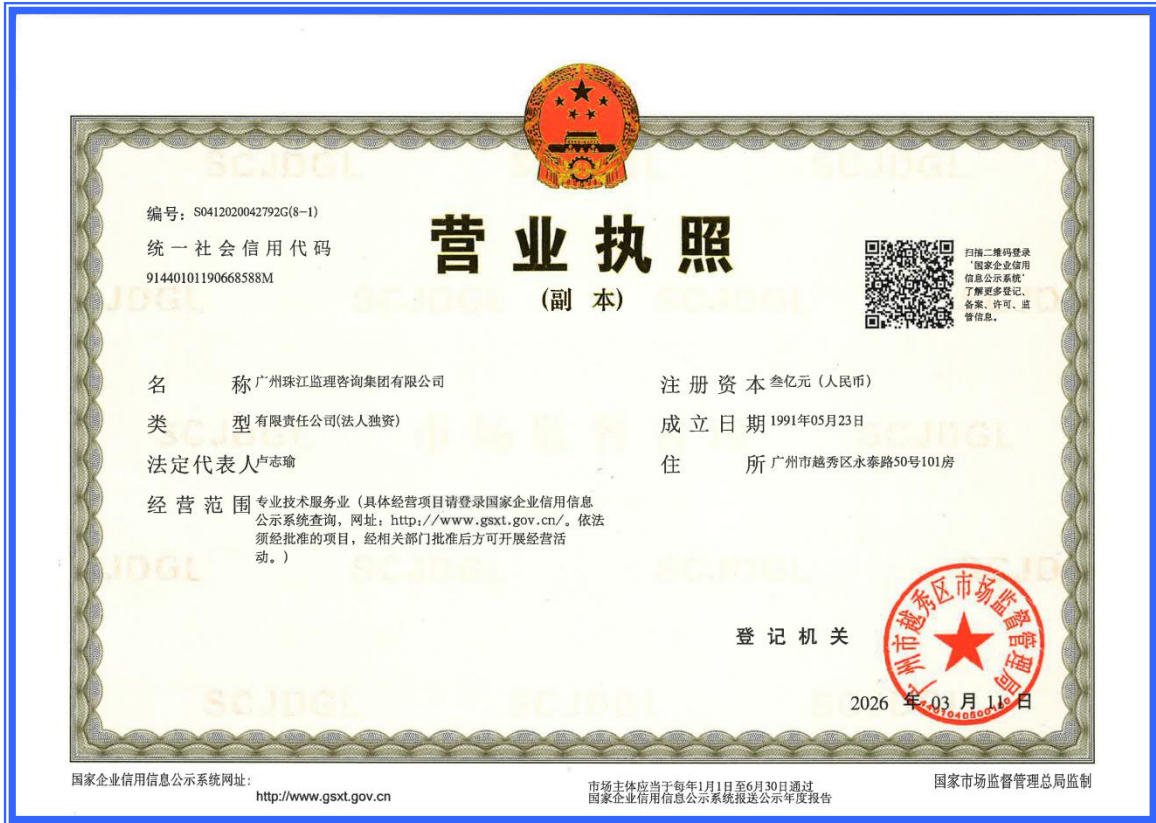 编号：S0412020042792G(8-1)
统一社会信用代码
91440101190668588M
营业执照
(副 本)
扫描二维码登录
‘国家企业信用
信息公示系统’
了解更多登记、
备案、许可、监
管信息。
名称 广州珠江监理咨询集团有限公司
类型 有限责任公司(法人独资)
法定代表人 卢志瑜
经营范围 专业技术服务业（具体经营项目请登录国家企业信用信息
公示系统查询，网址：http://www.gsxt.gov.cn/。依法
须经批准的项目，经相关部门批准后方可开展经营活
动。）
注册资本 叁亿元（人民币）
成立日期 1991年05月23日
住所 广州市越秀区永泰路50号101房
登记机关
广州市越秀区市场监督管理局
2026 年 03 月 11 日
国家企业信用信息公示系统网址：
http://www.gsxt.gov.cn
市场主体应当于每年1月1日至6月30日通过
国家企业信用信息公示系统报送公示年度报告
国家市场监督管理总局监制
SCJDGL